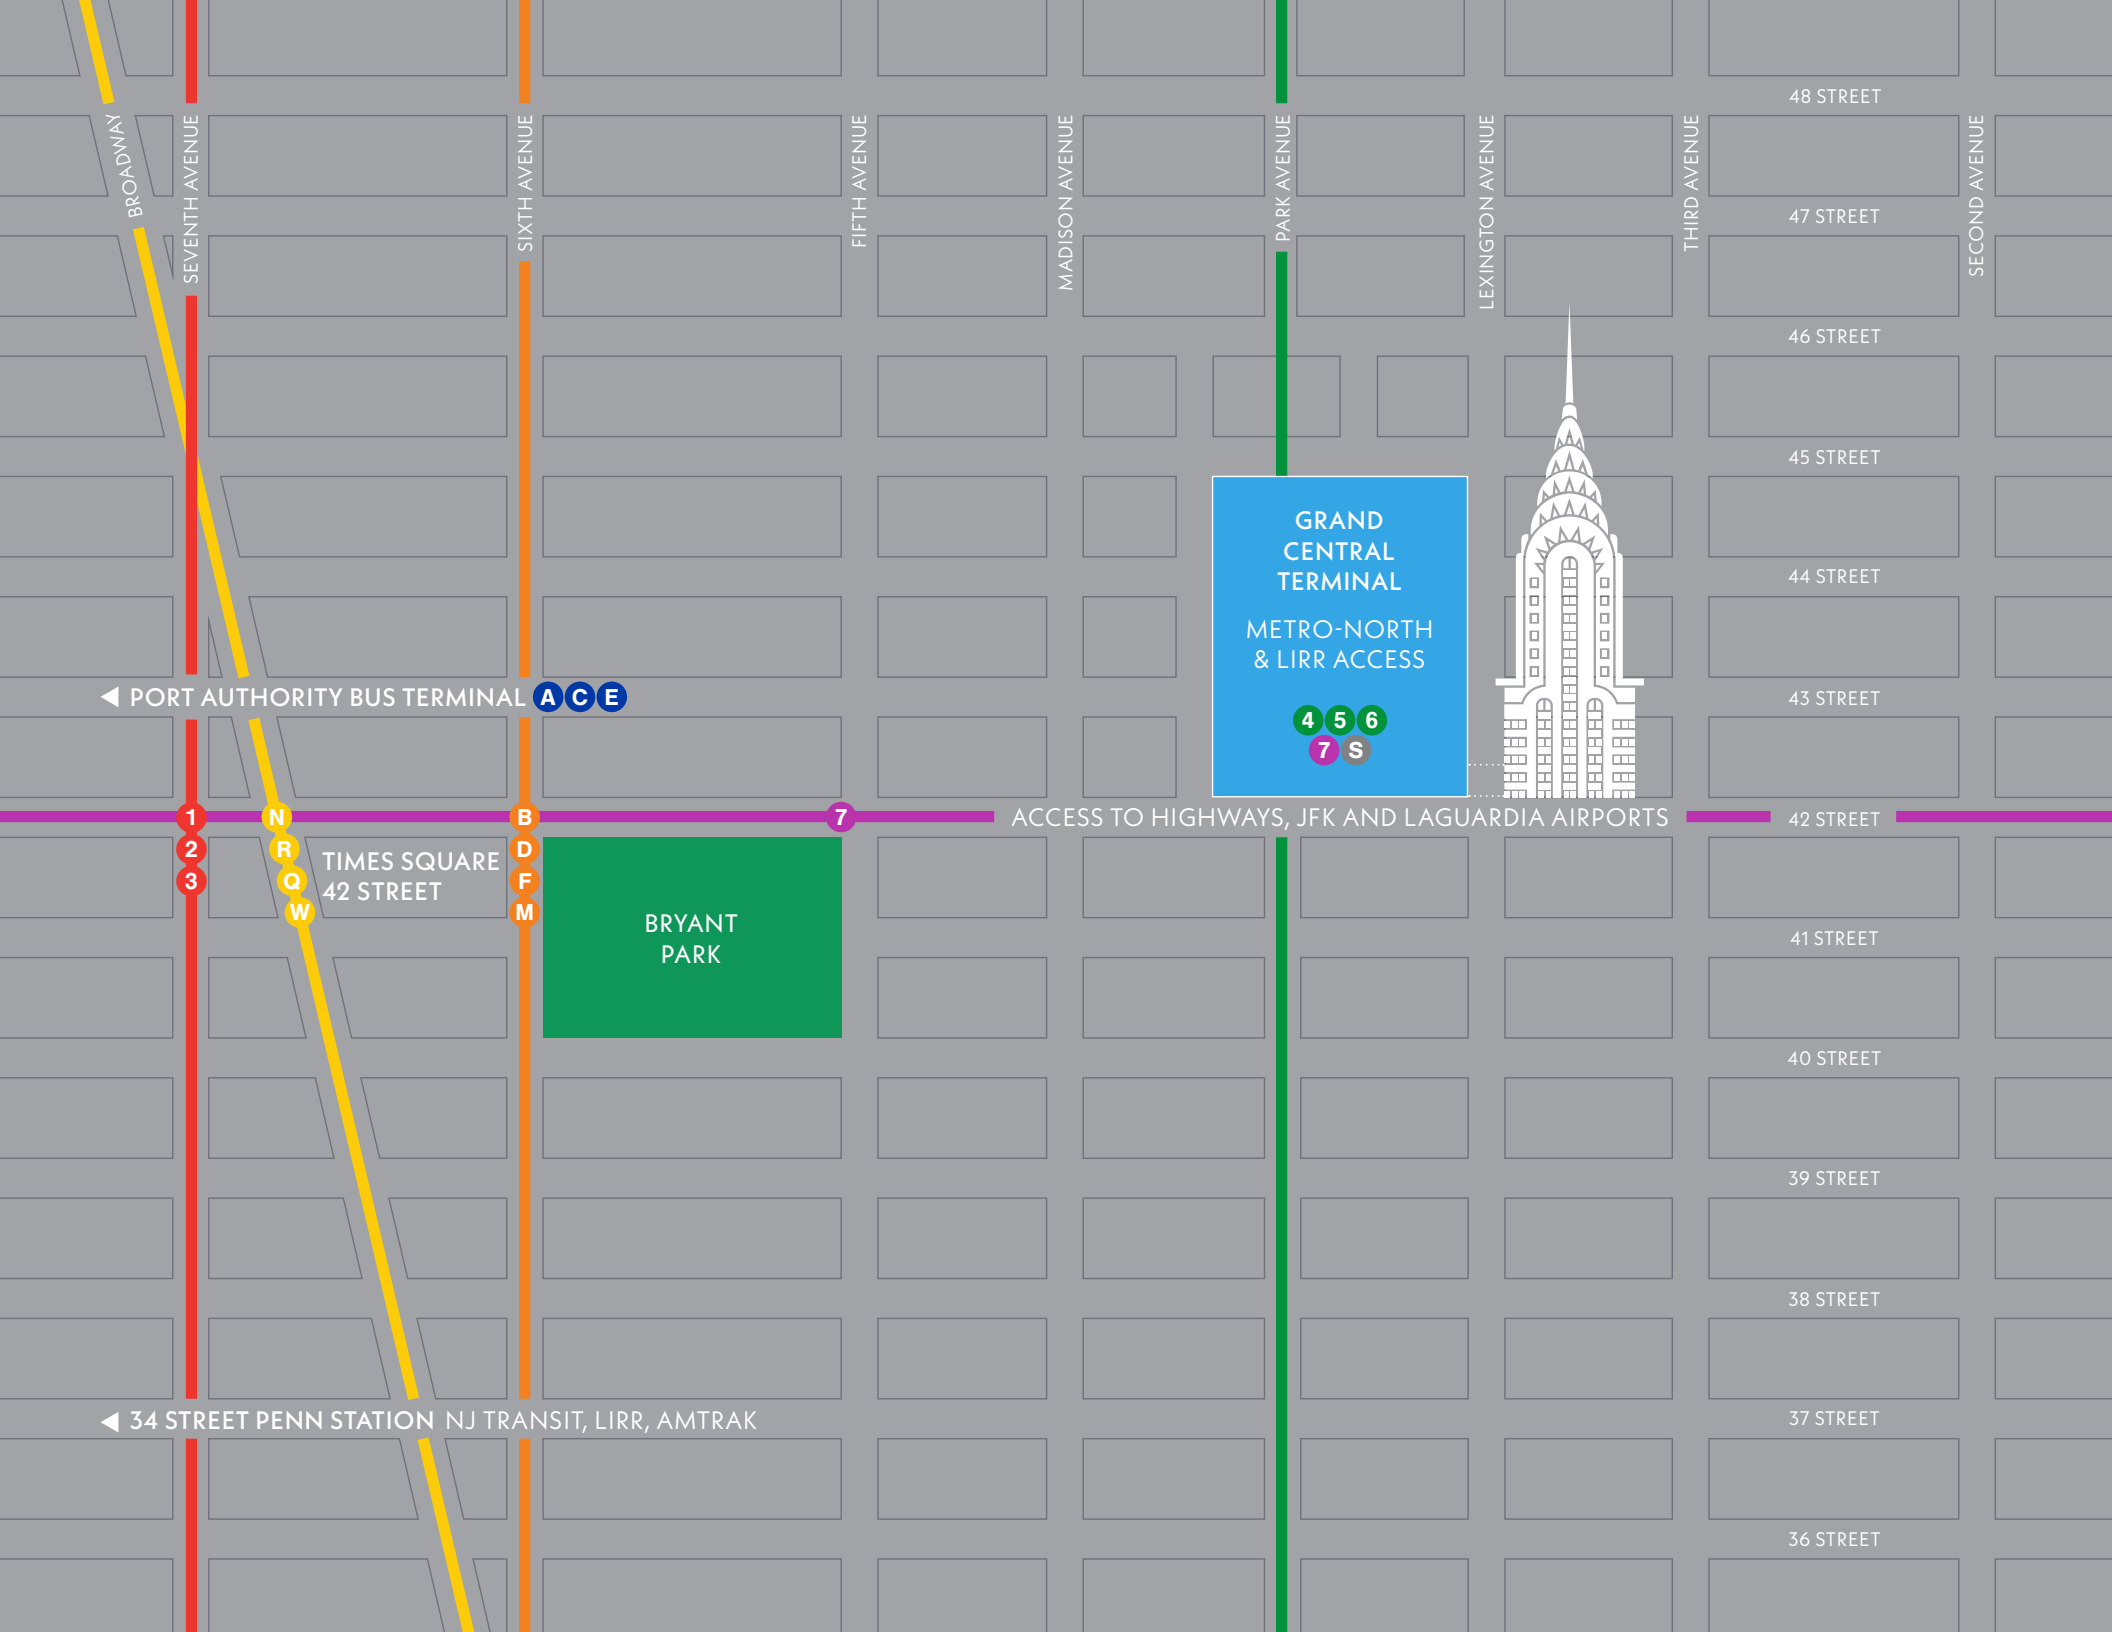 48 STREET
BROADWAY
SEVENTH AVENUE
SIXTH AVENUE
FIFTH AVENUE
MADISON AVENUE
PARK AVENUE
LEXINGTON AVENUE
THIRD AVENUE
SECOND AVENUE
47 STREET
46 STREET
45 STREET
GRAND
CENTRAL
TERMINAL
METRO-NORTH
& LIRR ACCESS
4 5 6
7 S
44 STREET
PORT AUTHORITY BUS TERMINAL A C E
43 STREET
1
2
3
N
R
Q
W
TIMES SQUARE
42 STREET
B
D
F
M
7
ACCESS TO HIGHWAYS, JFK AND LAGUARDIA AIRPORTS
42 STREET
BRYANT
PARK
41 STREET
40 STREET
39 STREET
38 STREET
34 STREET PENN STATION NJ TRANSIT, LIRR, AMTRAK
37 STREET
36 STREET